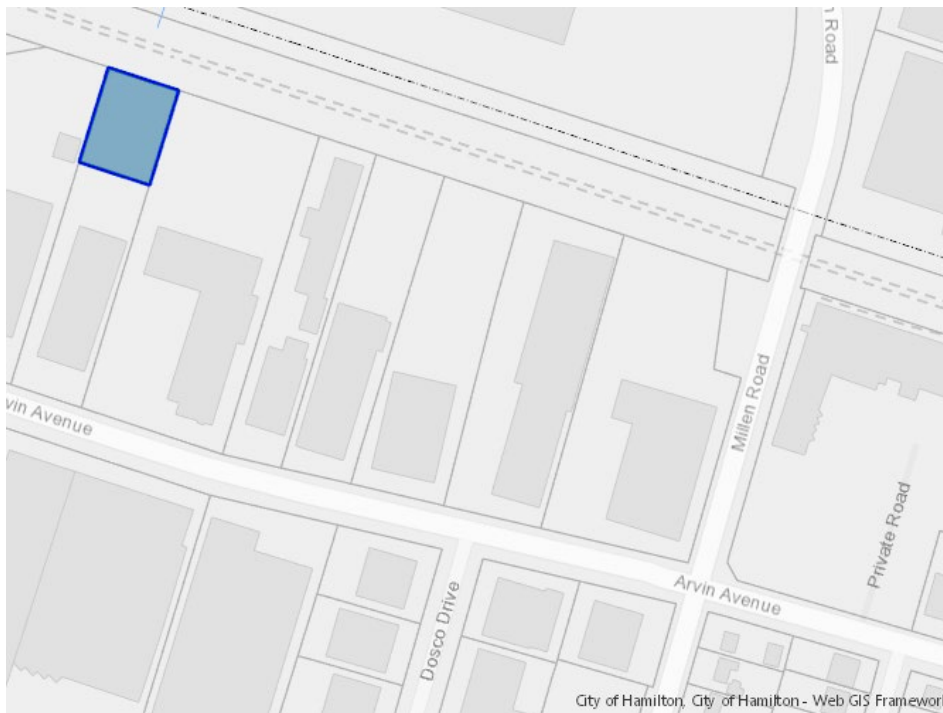 n Road
vin Avenue
Millen Road
Private Road
Arvin Avenue
Dosco Drive
City of Hamilton, City of Hamilton - Web GIS Framewor